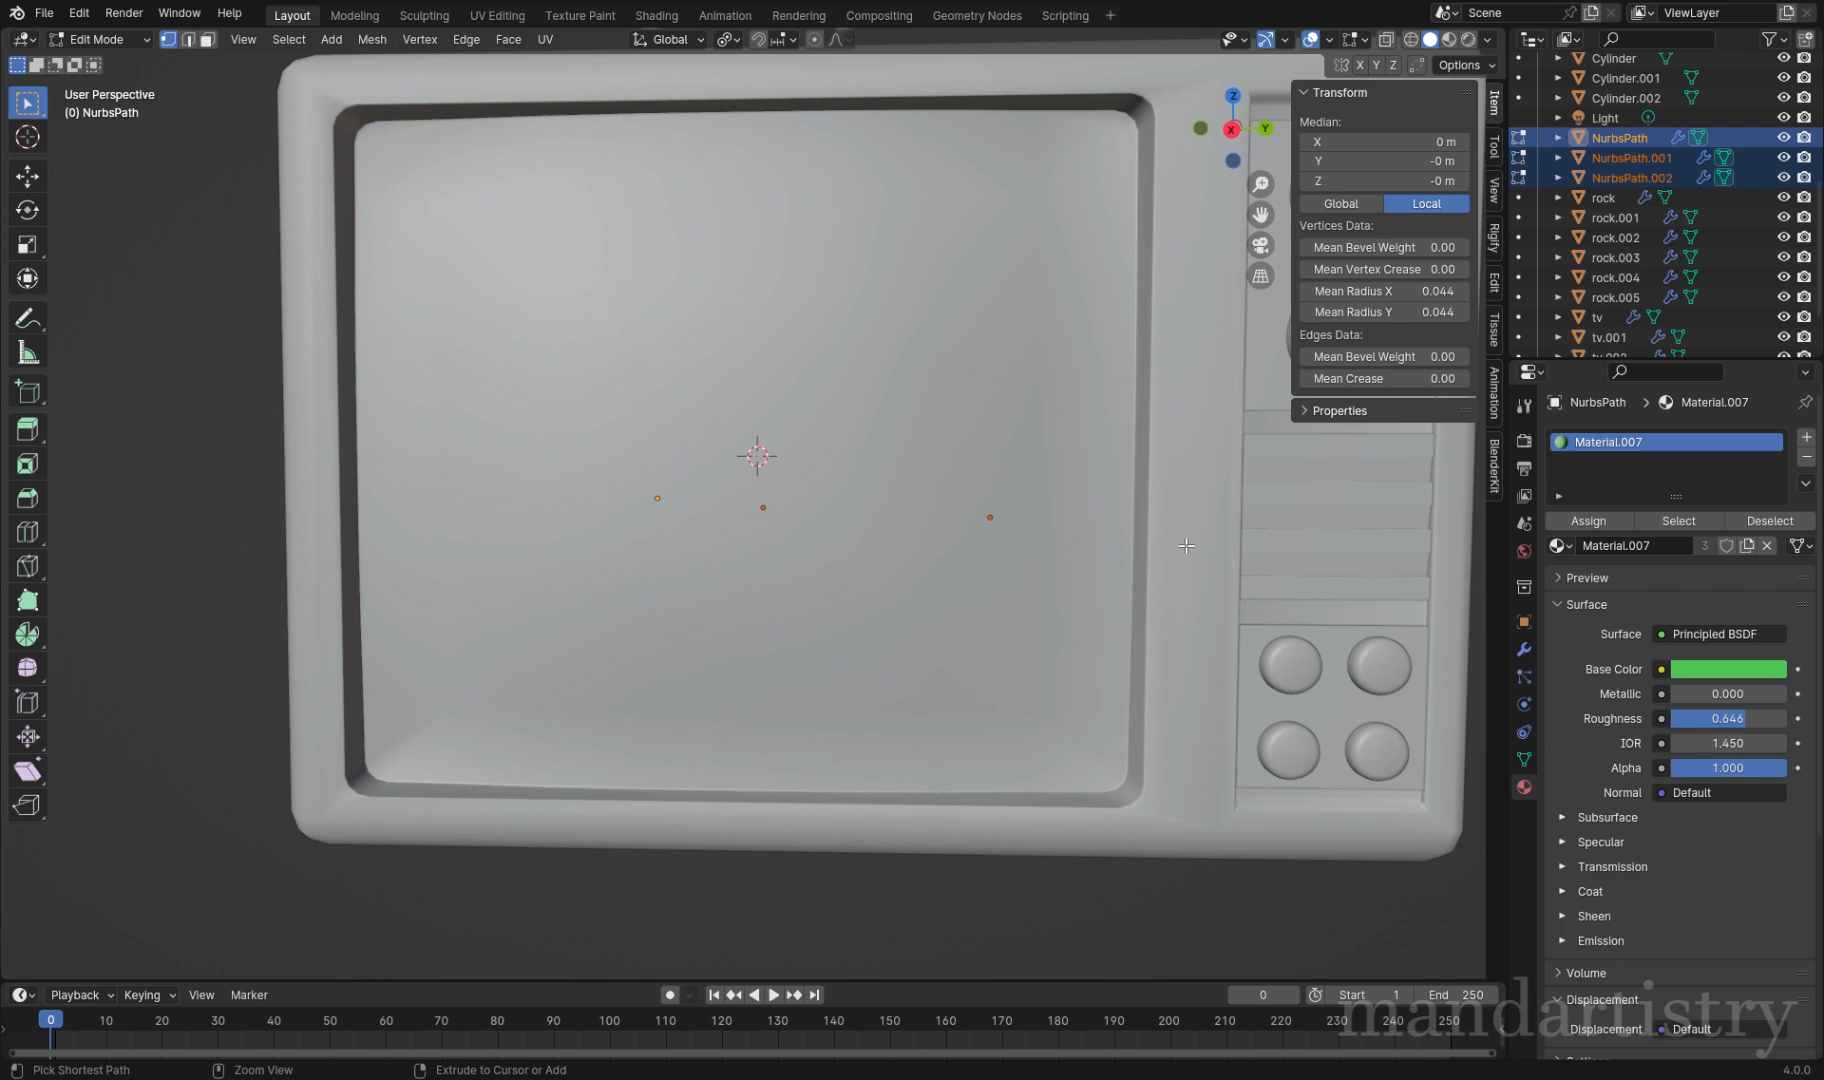 File Edit Render Window Help Layout Modeling Sculpting UV Editing Texture Paint Shading Animation Rendering Compositing Geometry Nodes Scripting + Scene ViewLayer
Edit Mode View Select Add Mesh Vertex Edge Face UV Global
X Y Z Options
User Perspective
(0) NurbsPath
Z
X
Y
Transform
Median:
X 0 m
Y -0 m
Z -0 m
Global Local
Vertices Data:
Mean Bevel Weight 0.00
Mean Vertex Crease 0.00
Mean Radius X 0.044
Mean Radius Y 0.044
Edges Data:
Mean Bevel Weight 0.00
Mean Crease 0.00
Properties
Item
Tool
View
Rigify
Edit
Tissue
Animation
BlenderKit
Cylinder
Cylinder.001
Cylinder.002
Light
NurbsPath
NurbsPath.001
NurbsPath.002
rock
rock.001
rock.002
rock.003
rock.004
rock.005
tv
tv.001
NurbsPath Material.007
Material.007
Assign Select Deselect
Material.007 3
Preview
Surface
Surface Principled BSDF
Base Color
Metallic 0.000
Roughness 0.646
IOR 1.450
Alpha 1.000
Normal Default
Subsurface
Specular
Transmission
Coat
Sheen
Emission
Volume
Displacement
Displacement Default
mandartistry
Playback Keying View Marker 0 Start 1 End 250
0 10 20 30 40 50 60 70 80 90 100 110 120 130 140 150 160 170 180 190 200 210 220 230 240 250
Pick Shortest Path Zoom View Extrude to Cursor or Add 4.0.0